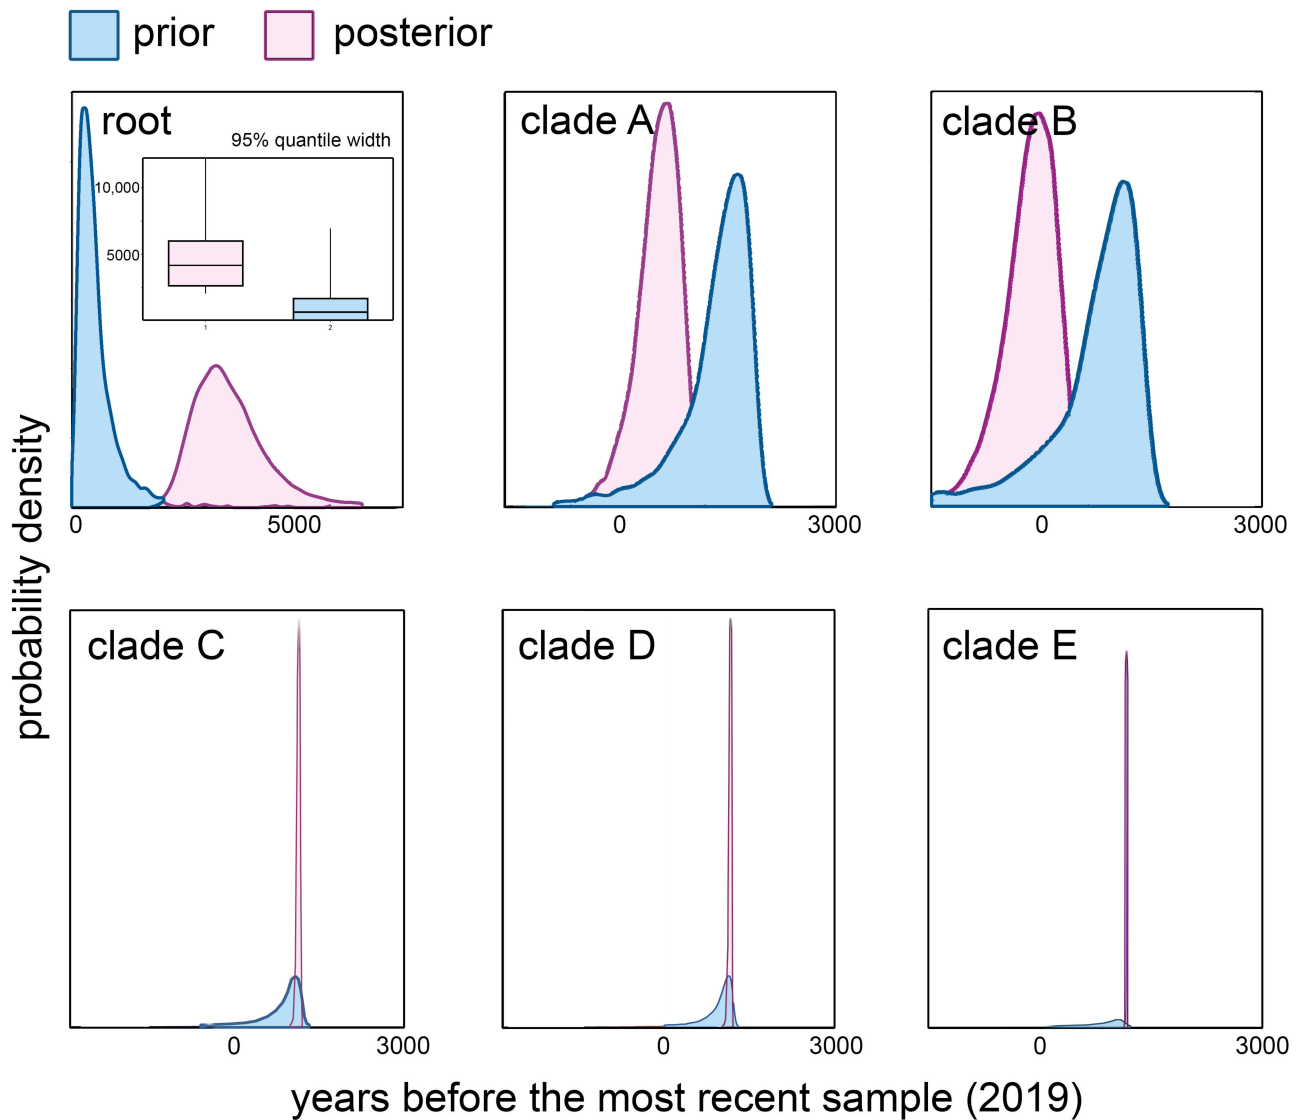 prior posterior
root
95% quantile width
10,000
5000
1 2
0 5000
clade A
0 3000
clade B
0 3000
probability density
clade C
0 3000
clade D
0 3000
clade E
0 3000
years before the most recent sample (2019)